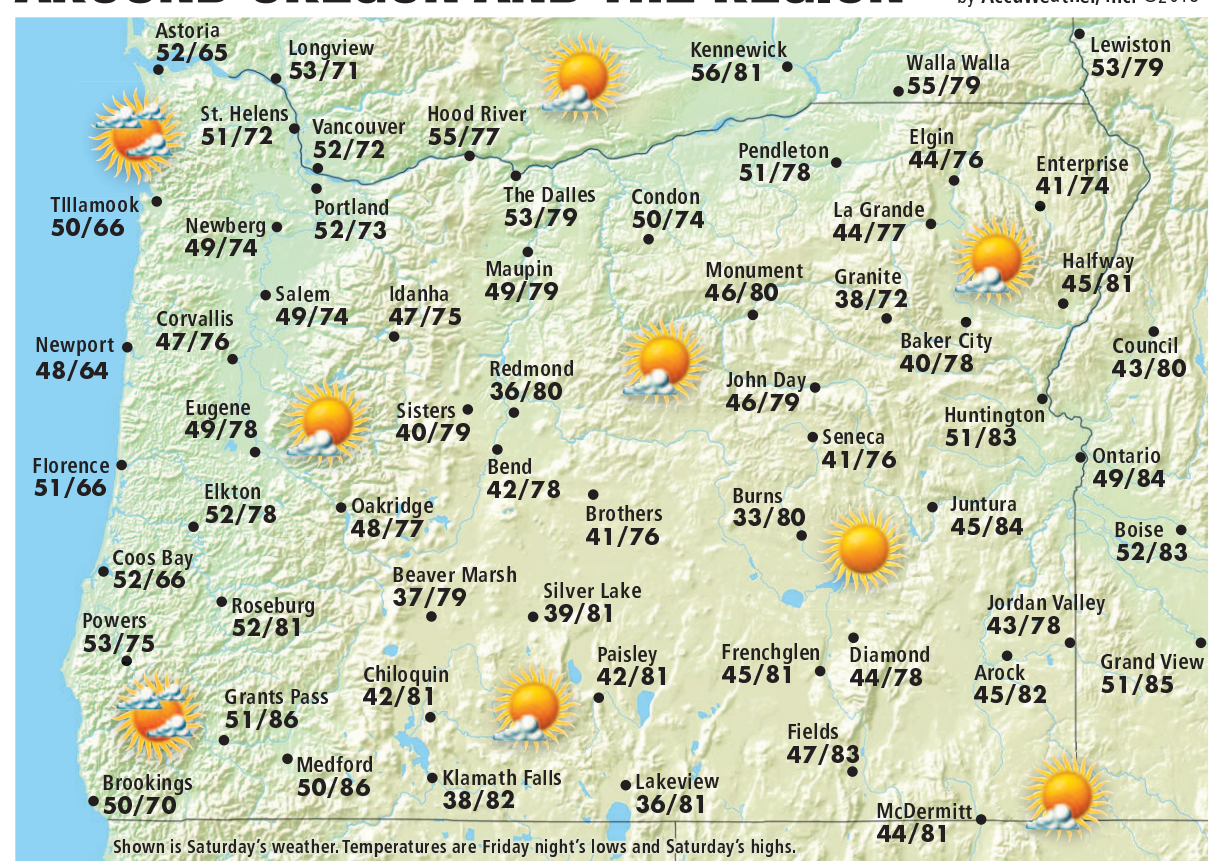 AROUND OREGON AND THE REGION
by AccuWeather, Inc. ©2018
Astoria
52/65
Longview
53/71
Kennewick
56/81
Walla Walla
55/79
Lewiston
53/79
St. Helens
51/72
Vancouver
52/72
Hood River
55/77
Pendleton
51/78
Elgin
44/76
Enterprise
41/74
TIllamook
50/66
Newberg
49/74
Portland
52/73
The Dalles
53/79
Condon
50/74
La Grande
44/77
Maupin
49/79
Monument
46/80
Granite
38/72
Halfway
45/81
Salem
49/74
Idanha
47/75
Corvallis
47/76
Newport
48/64
Baker City
40/78
Council
43/80
Redmond
36/80
John Day
46/79
Eugene
49/78
Sisters
40/79
Huntington
51/83
Seneca
41/76
Ontario
49/84
Florence
51/66
Bend
42/78
Elkton
52/78
Oakridge
48/77
Brothers
41/76
Burns
33/80
Juntura
45/84
Boise
52/83
Coos Bay
52/66
Beaver Marsh
37/79
Silver Lake
39/81
Roseburg
52/81
Jordan Valley
43/78
Powers
53/75
Paisley
42/81
Frenchglen
45/81
Diamond
44/78
Arock
45/82
Grand View
51/85
Chiloquin
42/81
Grants Pass
51/86
Fields
47/83
Medford
50/86
Klamath Falls
38/82
Lakeview
36/81
Brookings
50/70
McDermitt
44/81
Shown is Saturday's weather. Temperatures are Friday night's lows and Saturday's highs.